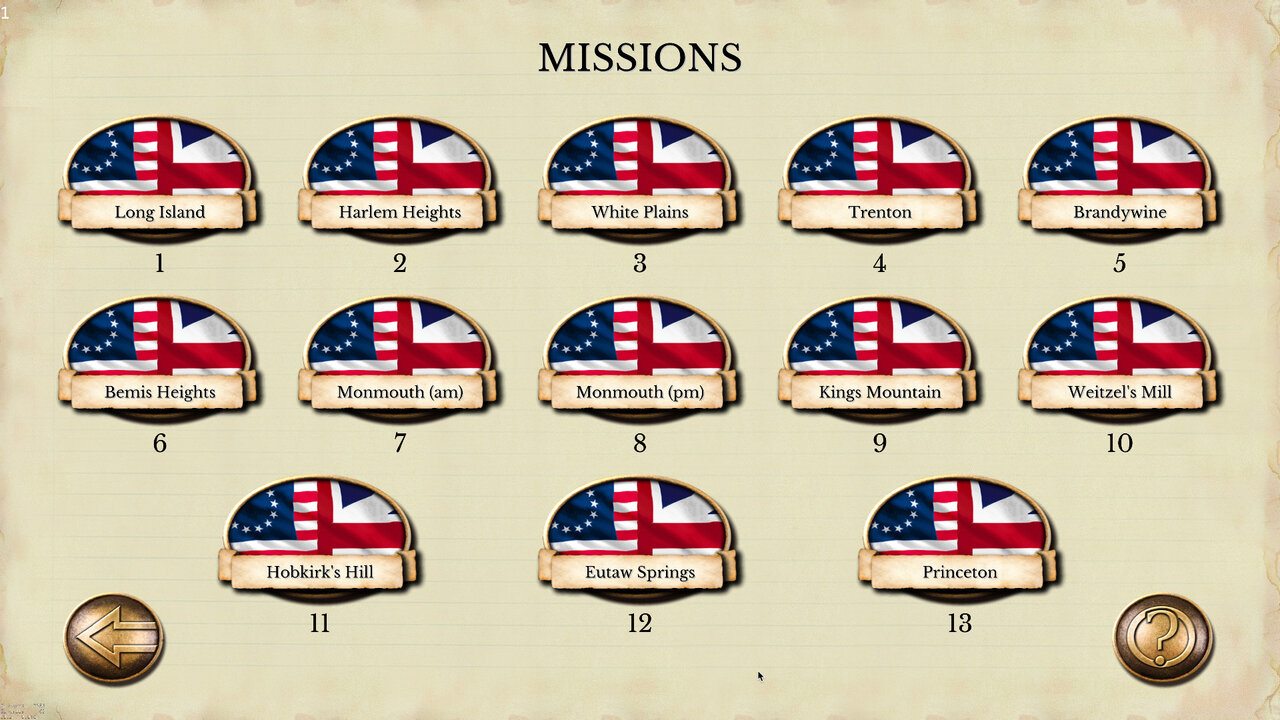 1
MISSIONS
Long Island
Harlem Heights
White Plains
Trenton
Brandywine
1
2
3
4
5
Bemis Heights
Monmouth (am)
Monmouth (pm)
Kings Mountain
Weitzel's Mill
6
7
8
9
10
Hobkirk's Hill
Eutaw Springs
Princeton
11
12
13
?